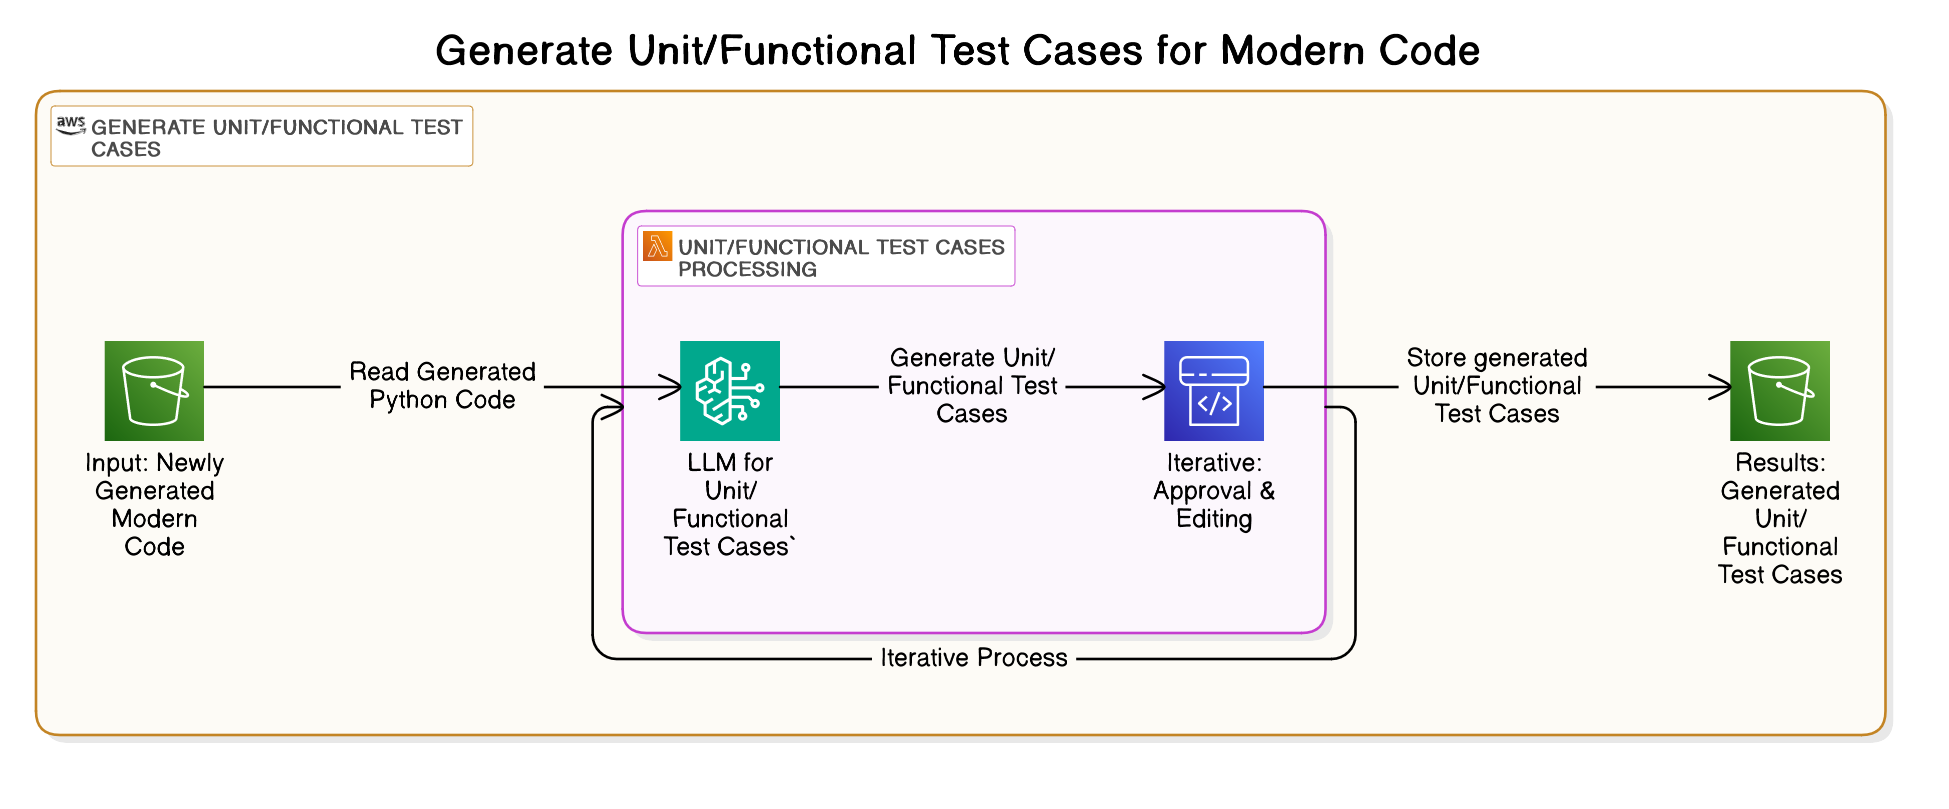 Generate Unit/Functional Test Cases for Modern Code
aws
GENERATE UNIT/FUNCTIONAL TEST
CASES
UNIT/FUNCTIONAL TEST CASES
PROCESSING
Read Generated
Python Code
Generate Unit/
Functional Test
Cases
Store generated
Unit/Functional
Test Cases
Input: Newly
Generated
Modern
Code
LLM for
Unit/
Functional
Test Cases`
Iterative:
Approval &
Editing
Results:
Generated
Unit/
Functional
Test Cases
Iterative Process